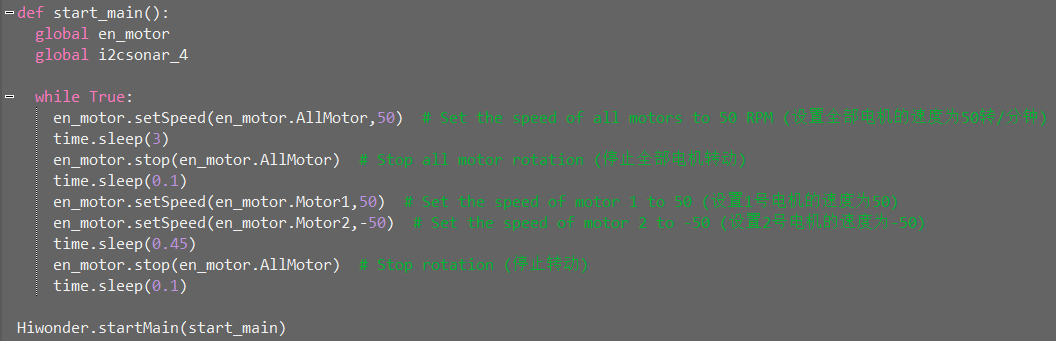 def start_main():
  global en_motor
  global i2csonar_4
  while True:
    en_motor.setSpeed(en_motor.AllMotor,50)  # Set the speed of all motors to 50 RPM (设置全部电机的速度为50转/分钟)
    time.sleep(3)
    en_motor.stop(en_motor.AllMotor)  # Stop all motor rotation (停止全部电机转动)
    time.sleep(0.1)
    en_motor.setSpeed(en_motor.Motor1,50)  # Set the speed of motor 1 to 50 (设置1号电机的速度为50)
    en_motor.setSpeed(en_motor.Motor2,-50)  # Set the speed of motor 2 to -50 (设置2号电机的速度为-50)
    time.sleep(0.45)
    en_motor.stop(en_motor.AllMotor)  # Stop rotation (停止转动)
    time.sleep(0.1)
Hiwonder.startMain(start_main)